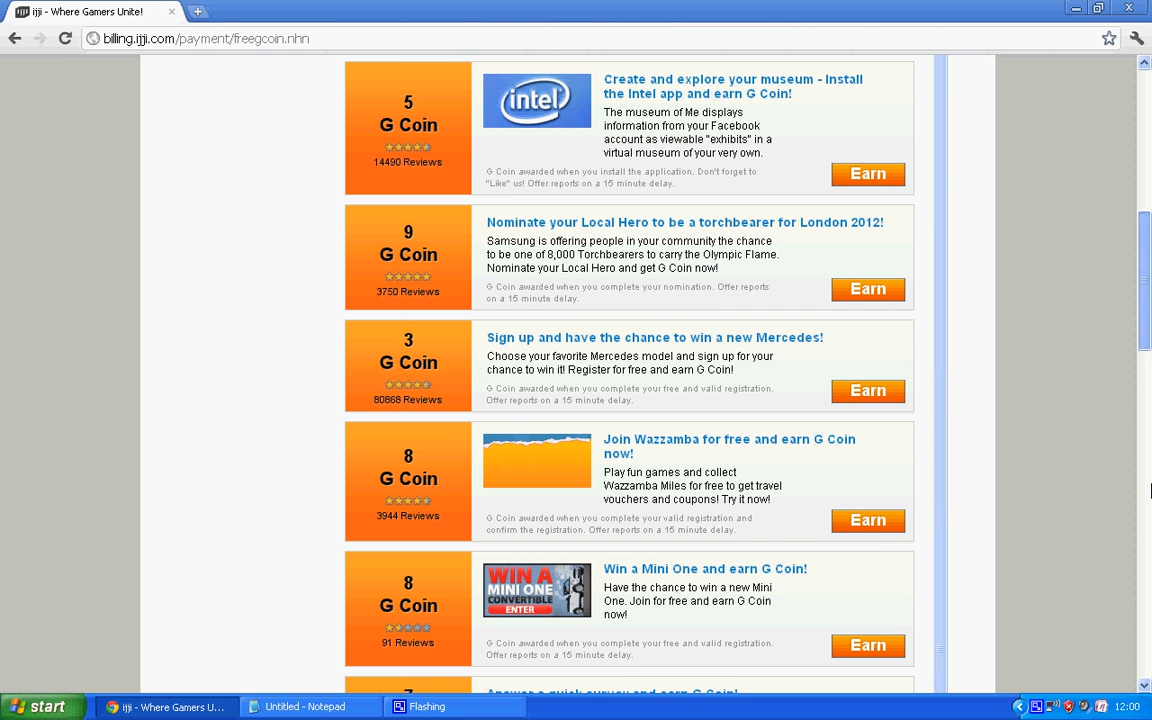 ijji - Where Gamers Unite!
billing.ijji.com/payment/freegcoin.nhn
5
G Coin
14490 Reviews
intel
Create and explore your museum - Install
the Intel app and earn G Coin!
The museum of Me displays
information from your Facebook
account as viewable "exhibits" in a
virtual museum of your very own.
G Coin awarded when you install the application. Don't forget to
"Like" us! Offer reports on a 15 minute delay.
Earn
9
G Coin
3750 Reviews
Nominate your Local Hero to be a torchbearer for London 2012!
Samsung is offering people in your community the chance
to be one of 8,000 Torchbearers to carry the Olympic Flame.
Nominate your Local Hero and get G Coin now!
G Coin awarded when you complete your nomination. Offer reports
on a 15 minute delay.
Earn
3
G Coin
80868 Reviews
Sign up and have the chance to win a new Mercedes!
Choose your favorite Mercedes model and sign up for your
chance to win it! Register for free and earn G Coin!
G Coin awarded when you complete your free and valid registration.
Offer reports on a 15 minute delay.
Earn
8
G Coin
3944 Reviews
Join Wazzamba for free and earn G Coin
now!
Play fun games and collect
Wazzamba Miles for free to get travel
vouchers and coupons! Try it now!
G Coin awarded when you complete your valid registration and
confirm the registration. Offer reports on a 15 minute delay.
Earn
8
G Coin
91 Reviews
WIN A
MINI ONE
CONVERTIBLE
ENTER
Win a Mini One and earn G Coin!
Have the chance to win a new Mini
One. Join for free and earn G Coin
now!
G Coin awarded when you complete your free and valid registration.
Offer reports on a 15 minute delay.
Earn
7
Answer a quick survey and earn G Coin!
start
ijji - Where Gamers U...
Untitled - Notepad
Flashing
12:00